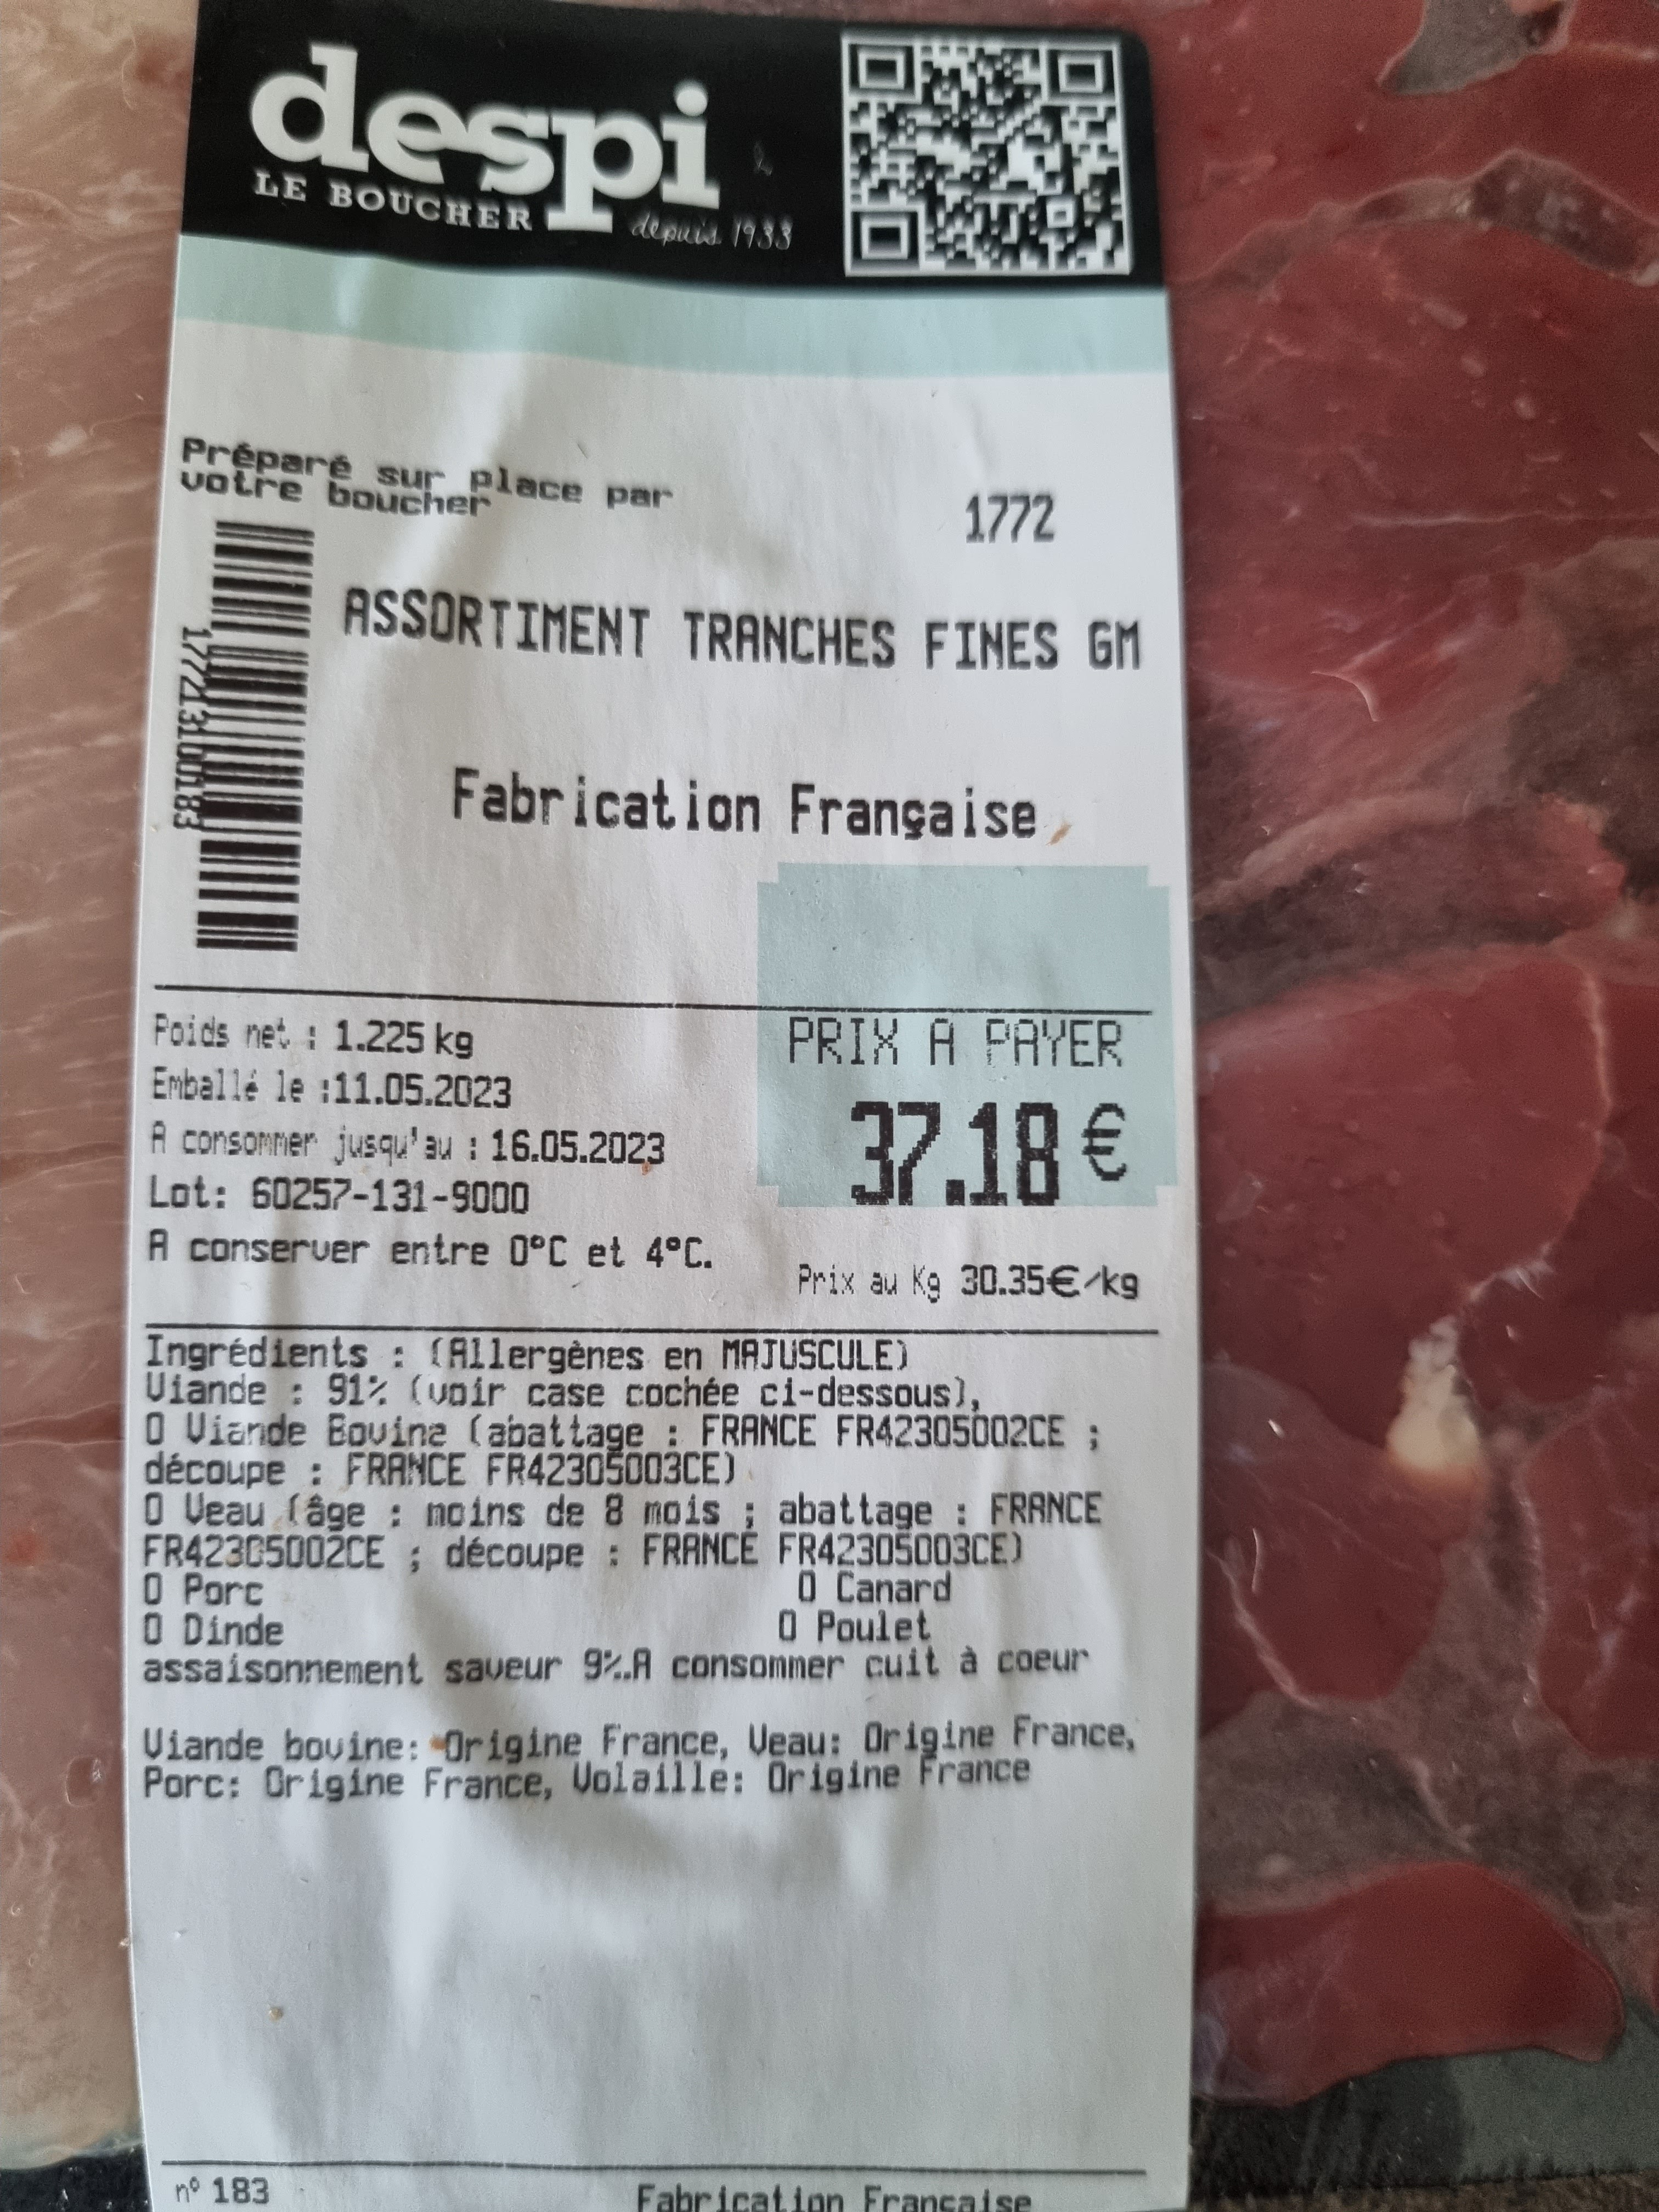 despi
LE BOUCHER
depuis 1933
Préparé sur place par
votre boucher
1772
1777213100183
ASSORTIMENT TRANCHES FINES GM
Fabrication Française
Poids net : 1.225 kg
Emballé le :11.05.2023
A consommer jusqu'au : 16.05.2023
Lot: 60257-131-9000
A conserver entre 0°C et 4°C.
PRIX A PAYER
37.18 €
Prix au Kg 30.35€/kg
Ingrédients : (Allergènes en MAJUSCULE)
Viande : 91% (voir case cochée ci-dessous),
O Viande Bovine (abattage : FRANCE FR42305002CE ;
découpe : FRANCE FR42305003CE)
O Veau (âge : moins de 8 mois ; abattage : FRANCE
FR42305002CE ; découpe : FRANCE FR42305003CE)
O Porc O Canard
O Dinde O Poulet
assaisonnement saveur 9%.A consommer cuit à coeur
Viande bovine: Origine France, Veau: Origine France,
Porc: Origine France, Volaille: Origine France
n° 183
Fabrication Française